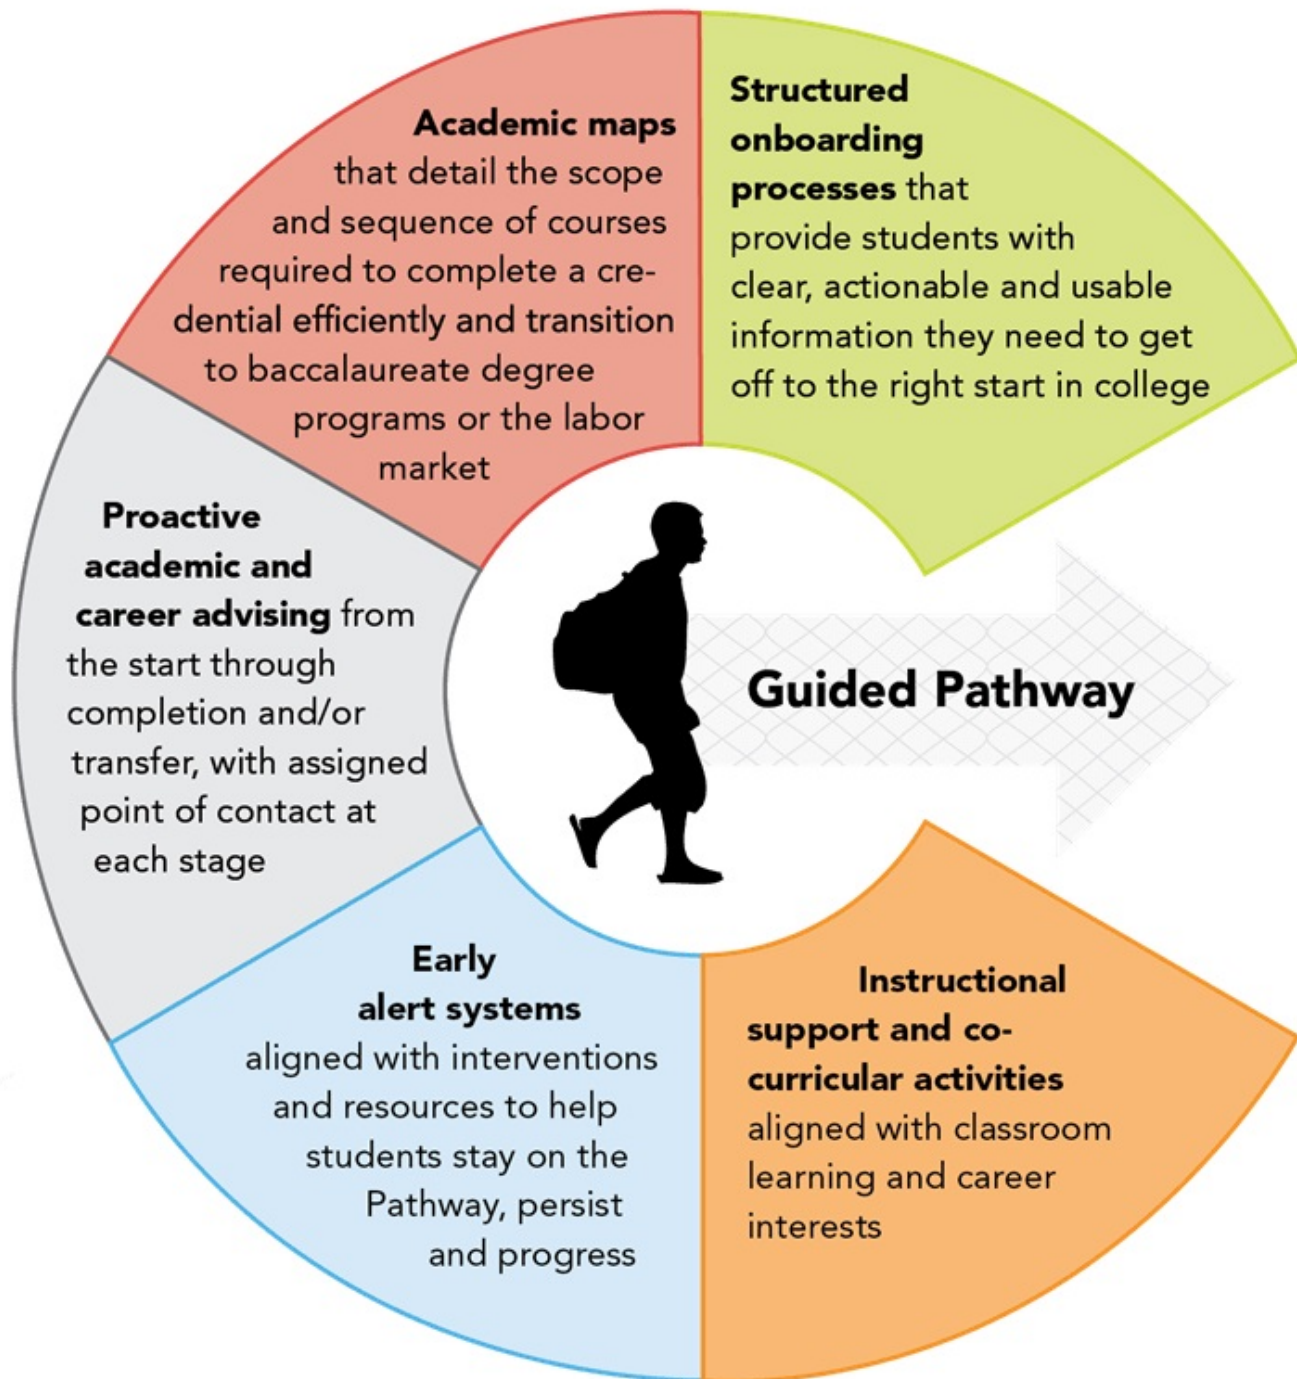 Academic maps
that detail the scope
and sequence of courses
required to complete a cre-
dential efficiently and transition
to baccalaureate degree
programs or the labor
market
Structured
onboarding
processes that
provide students with
clear, actionable and usable
information they need to get
off to the right start in college
Proactive
academic and
career advising from
the start through
completion and/or
transfer, with assigned
point of contact at
each stage
Guided Pathway
Early
alert systems
aligned with interventions
and resources to help
students stay on the
Pathway, persist
and progress
Instructional
support and co-
curricular activities
aligned with classroom
learning and career
interests